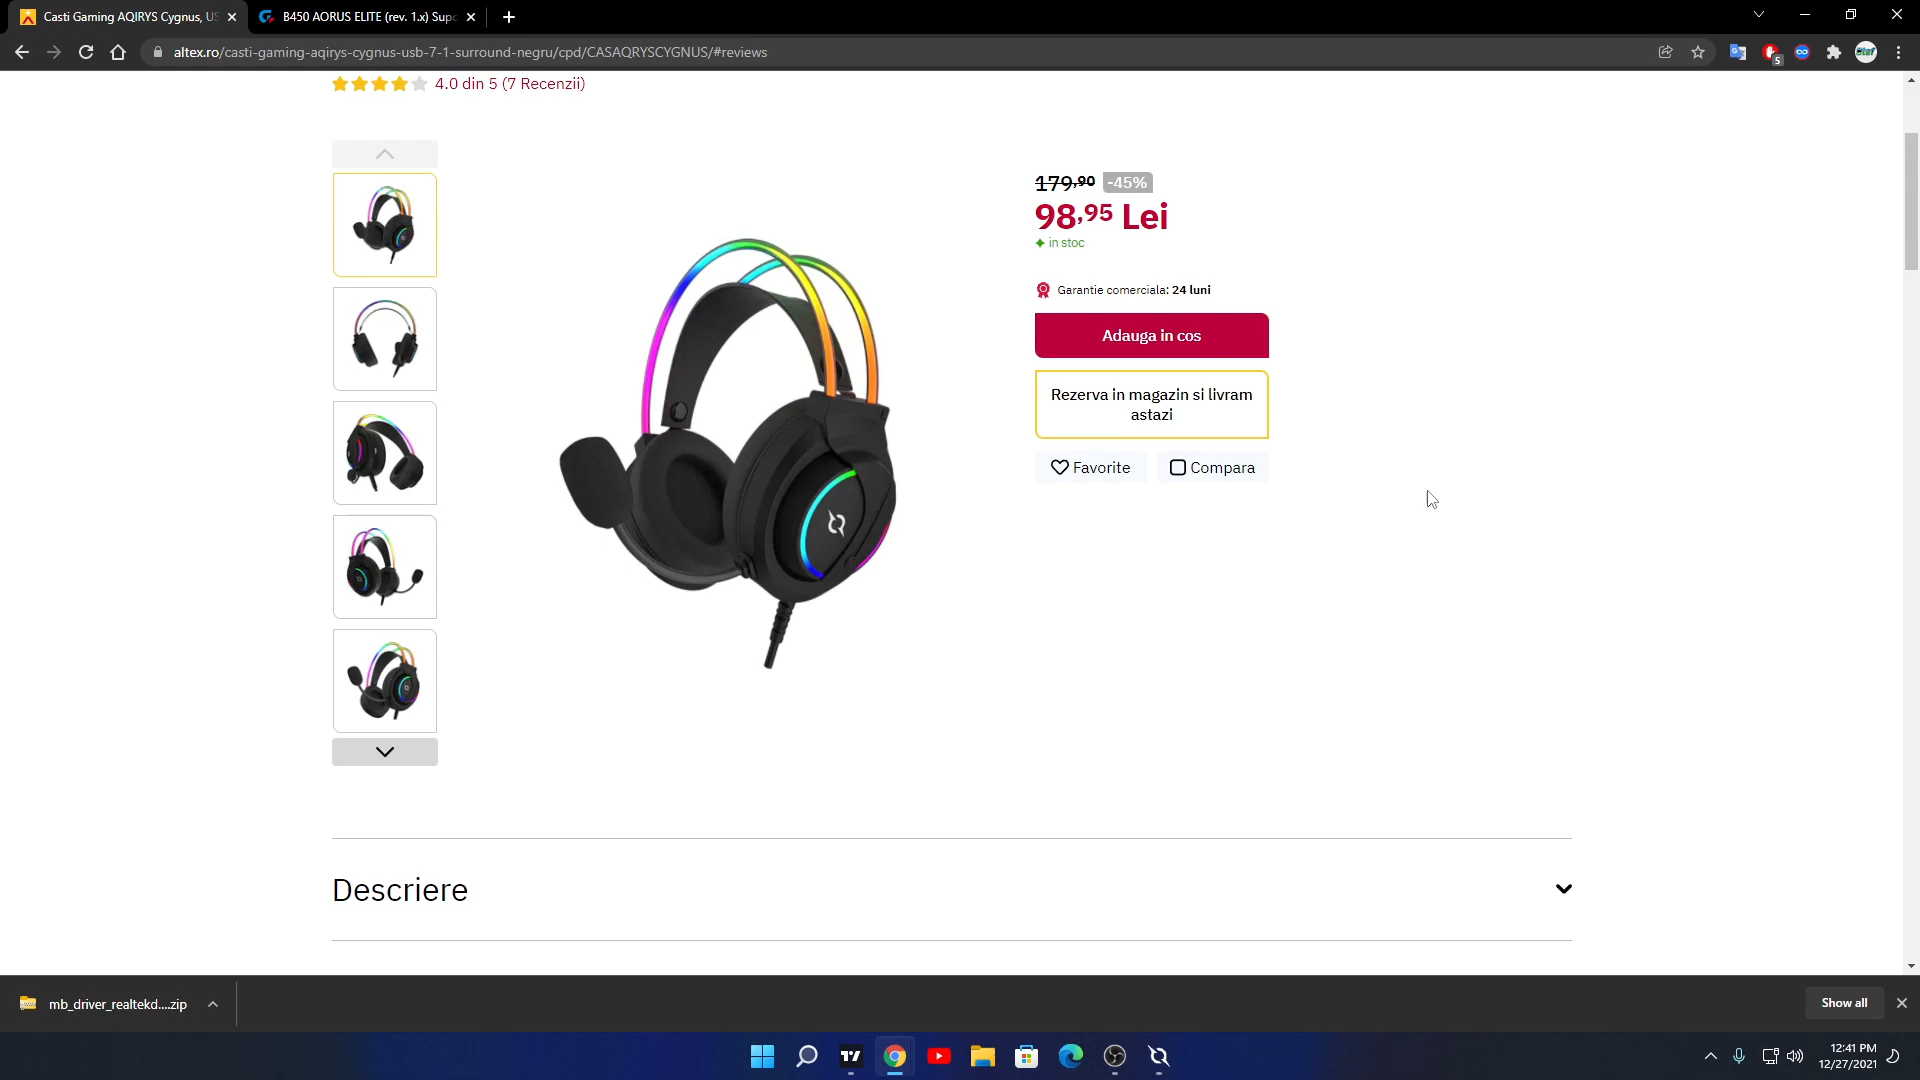 Casti Gaming AQIRYS Cygnus, US
B450 AORUS ELITE (rev. 1.x) Supp
altex.ro/casti-gaming-aqirys-cygnus-usb-7-1-surround-negru/cpd/CASAQRYSCYGNUS/#reviews
5
4.0 din 5 (7 Recenzii)
179,90 -45%
98,95 Lei
in stoc
Garantie comerciala: 24 luni
Adauga in cos
Rezerva in magazin si livram
astazi
Favorite
Compara
Descriere
mb_driver_realtekd....zip
Show all
12:41 PM
12/27/2021